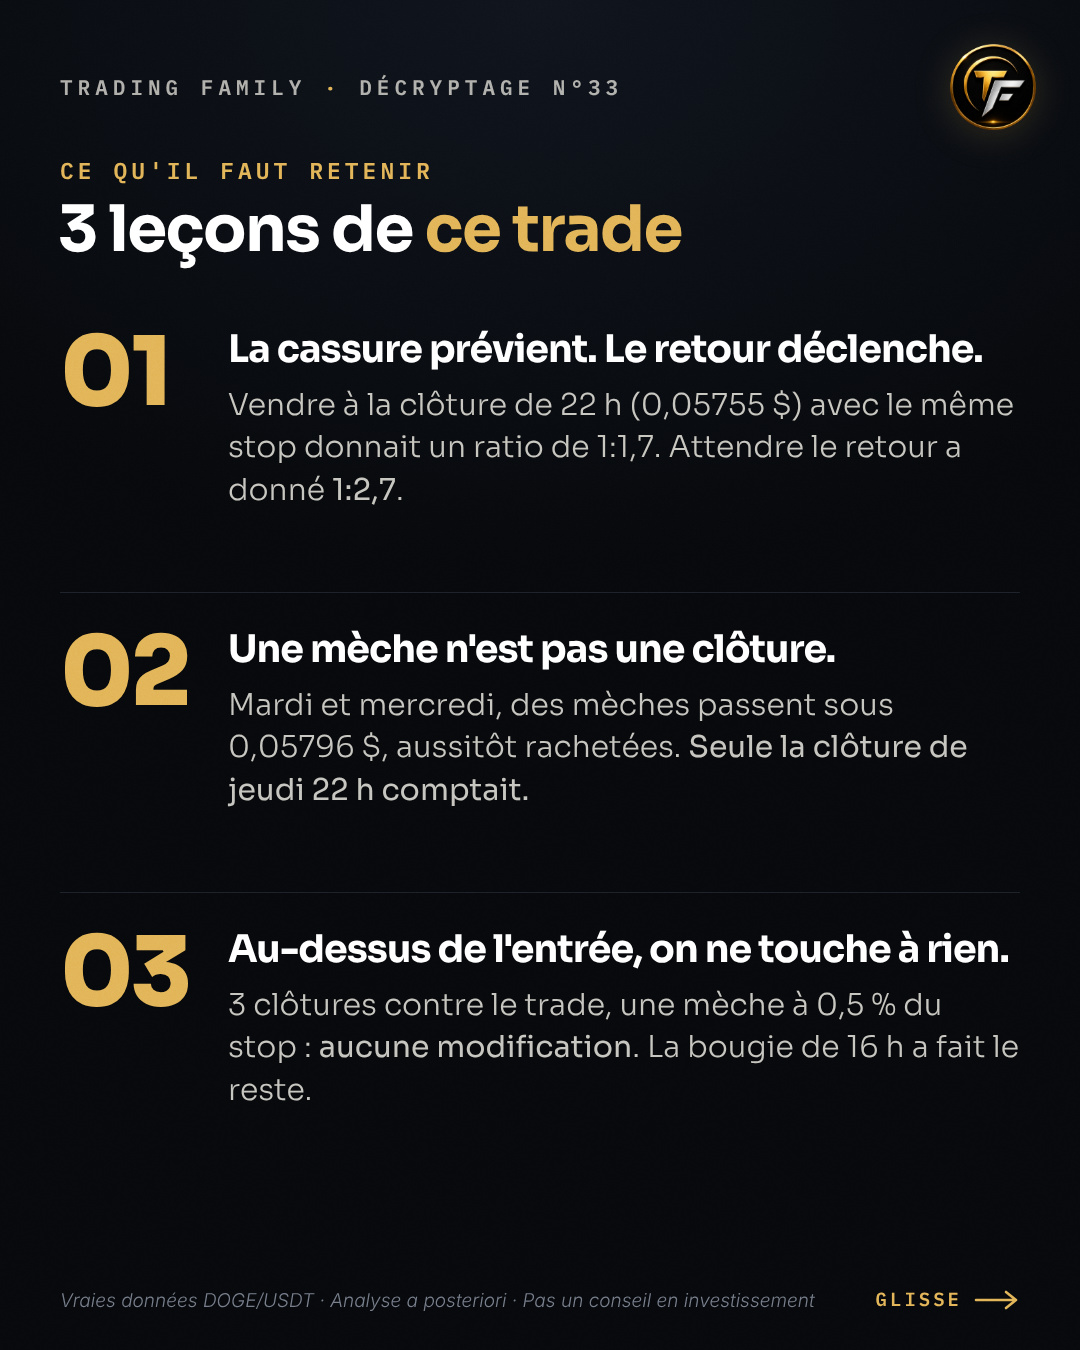 TRADING FAMILY · DÉCRYPTAGE N°33
TF
CE QU'IL FAUT RETENIR
3 leçons de ce trade
01
La cassure prévient. Le retour déclenche.
Vendre à la clôture de 22 h (0,05755 $) avec le même
stop donnait un ratio de 1:1,7. Attendre le retour a
donné 1:2,7.
02
Une mèche n'est pas une clôture.
Mardi et mercredi, des mèches passent sous
0,05796 $, aussitôt rachetées. Seule la clôture de
jeudi 22 h comptait.
03
Au-dessus de l'entrée, on ne touche à rien.
3 clôtures contre le trade, une mèche à 0,5 % du
stop : aucune modification. La bougie de 16 h a fait le
reste.
Vraies données DOGE/USDT · Analyse a posteriori · Pas un conseil en investissement
GLISSE →